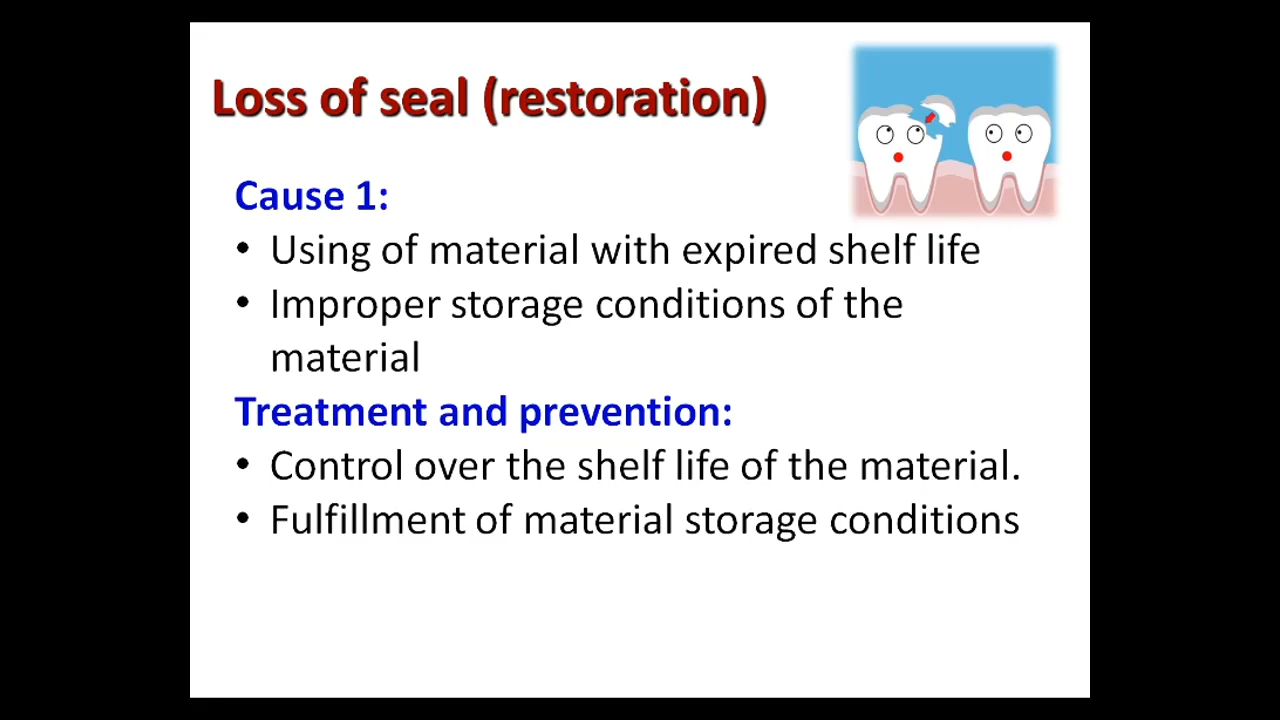 Loss of seal (restoration)
Cause 1:
• Using of material with expired shelf life
• Improper storage conditions of the
material
Treatment and prevention:
• Control over the shelf life of the material.
• Fulfillment of material storage conditions